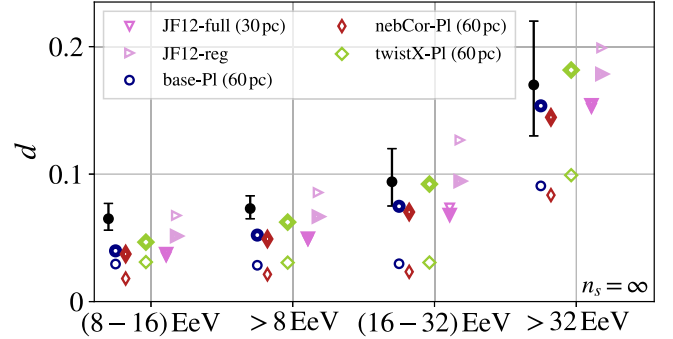 JF12-full (30 pc)
JF12-reg
base-Pl (60 pc)
nebCor-Pl (60 pc)
twistX-Pl (60 pc)
0.2
0.1
0
d
n_s = ∞
(8 − 16) EeV
> 8 EeV
(16 − 32) EeV
> 32 EeV